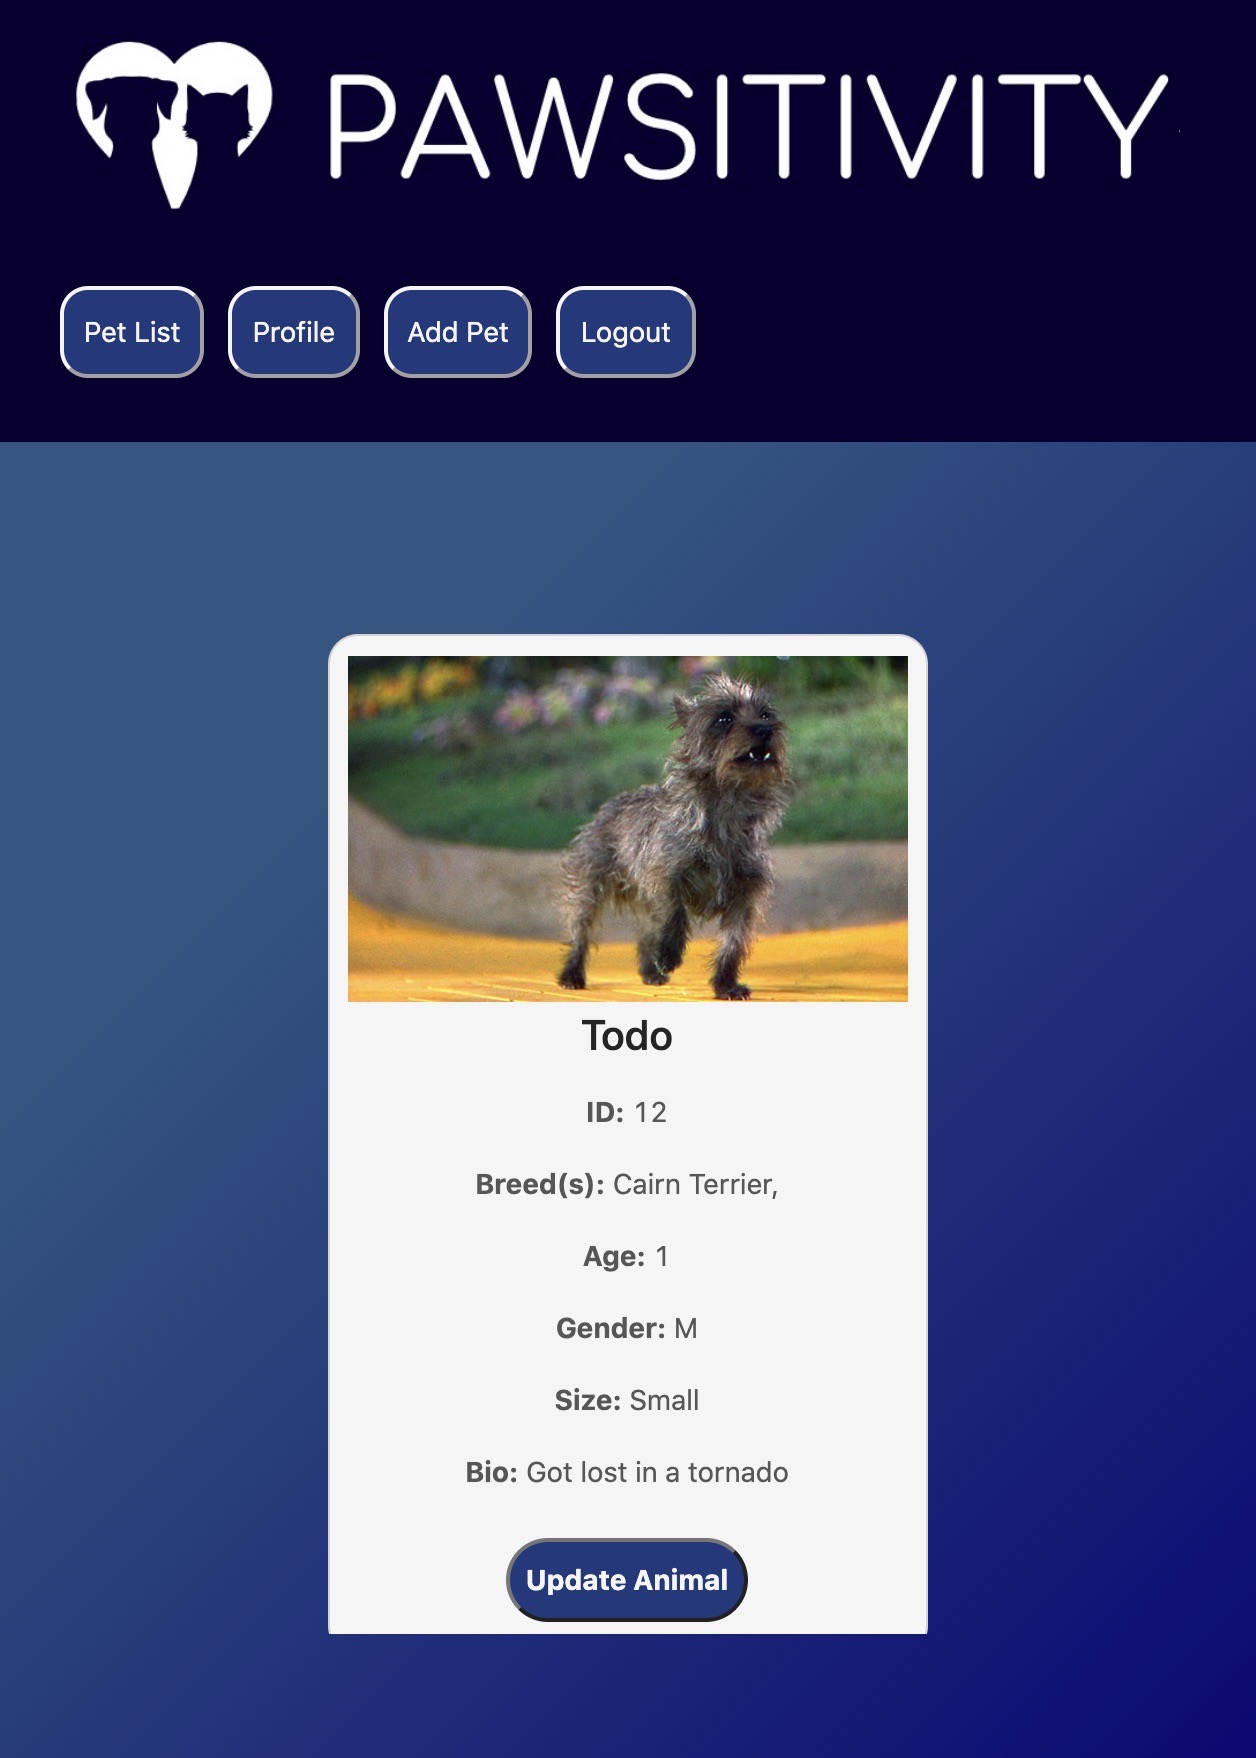 PAWSITIVITY
Pet List Profile Add Pet Logout
Todo
ID: 12
Breed(s): Cairn Terrier,
Age: 1
Gender: M
Size: Small
Bio: Got lost in a tornado
Update Animal